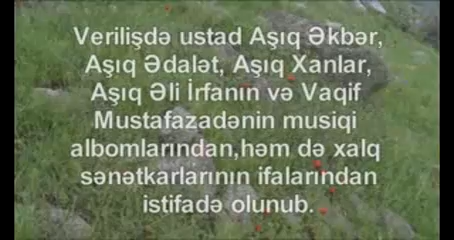 Verilişdə ustad Aşıq Əkbər,
Aşıq Ədalət, Aşıq Xanlar,
Aşıq Əli İrfanın və Vaqif
Mustafazadənin musiqi
albomlarından,həm də xalq
sənətkarlarının ifalarından
istifadə olunub.